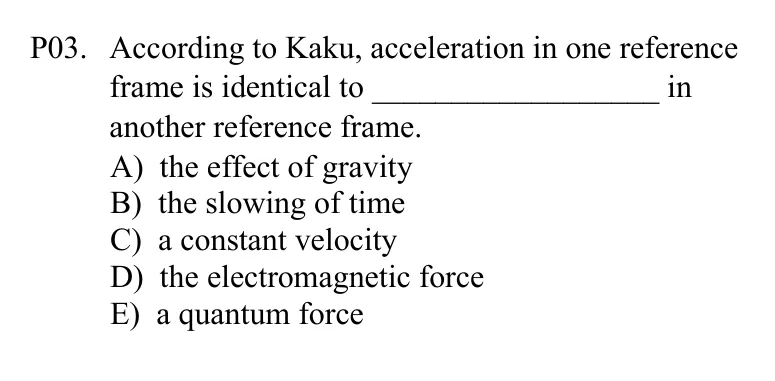 P03. According to Kaku, acceleration in one reference
frame is identical to __________________ in
another reference frame.
A) the effect of gravity
B) the slowing of time
C) a constant velocity
D) the electromagnetic force
E) a quantum force